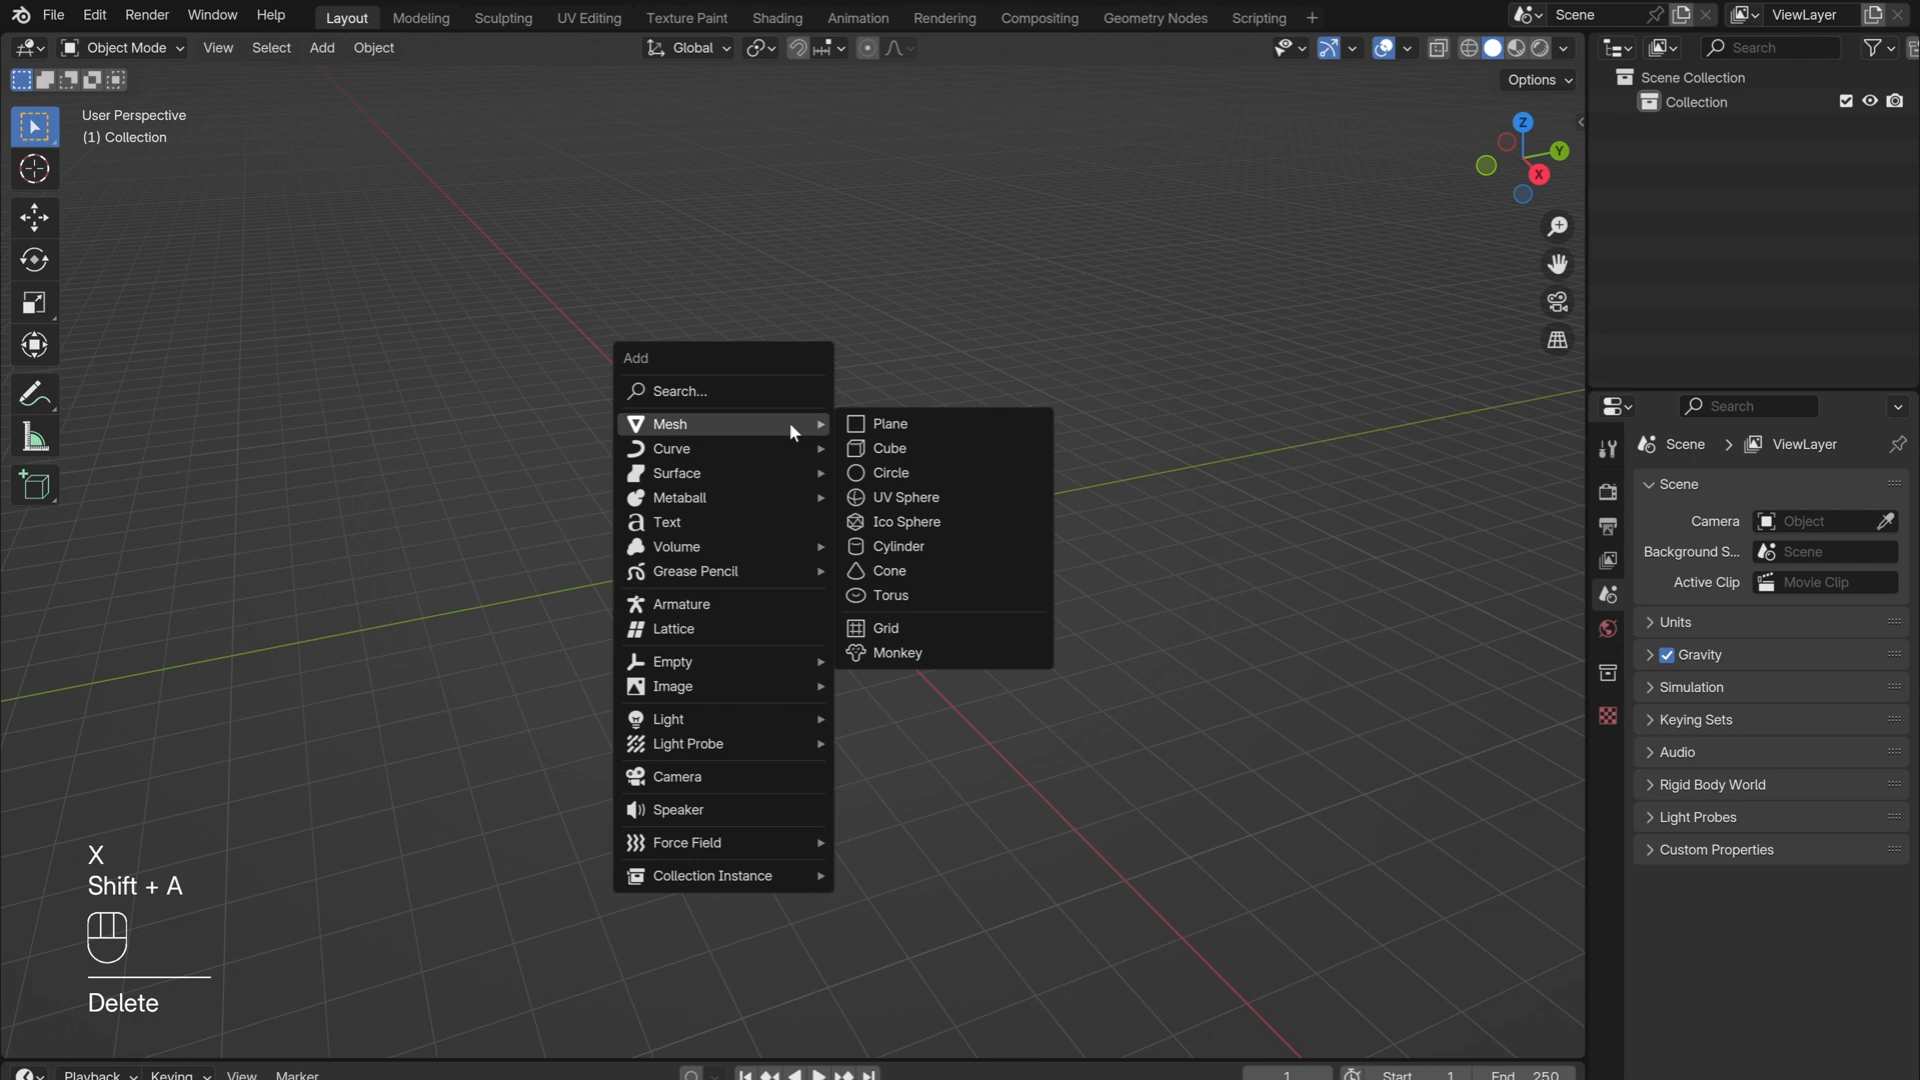 File Edit Render Window Help Layout Modeling Sculpting UV Editing Texture Paint Shading Animation Rendering Compositing Geometry Nodes Scripting + Scene ViewLayer
Object Mode View Select Add Object Global Search
Options
User Perspective
(1) Collection
Scene Collection
Collection
Z
Y
X
Add
Search...
Mesh
Curve
Surface
Metaball
Text
Volume
Grease Pencil
Armature
Lattice
Empty
Image
Light
Light Probe
Camera
Speaker
Force Field
Collection Instance
Plane
Cube
Circle
UV Sphere
Ico Sphere
Cylinder
Cone
Torus
Grid
Monkey
Search
Scene ViewLayer
Scene
Camera Object
Background S... Scene
Active Clip Movie Clip
Units
Gravity
Simulation
Keying Sets
Audio
Rigid Body World
Light Probes
Custom Properties
X
Shift + A
Delete
Playback Keying View Marker 1 Start 1 End 250